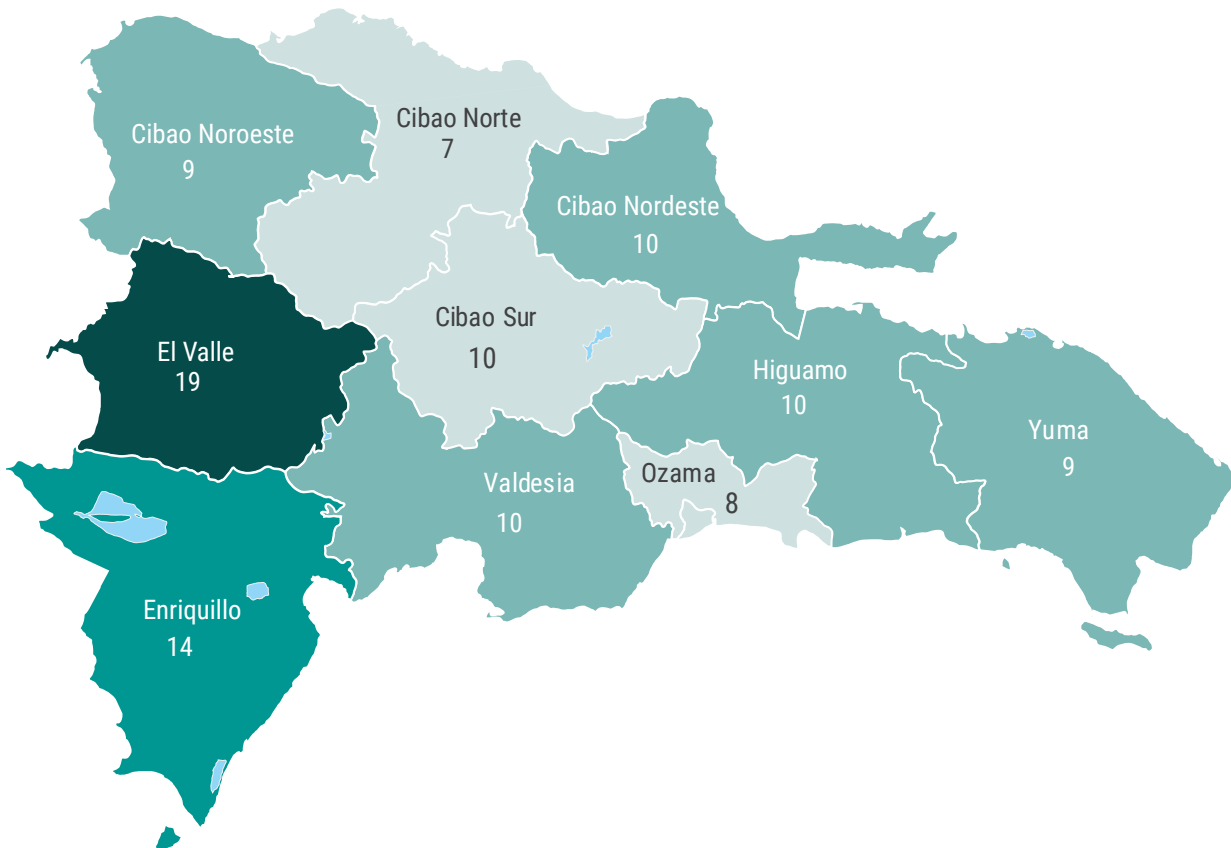 Cibao Norte
7
Cibao Noroeste
9
Cibao Nordeste
10
Cibao Sur
10
El Valle
19
Higuamo
10
Yuma
9
Ozama
8
Valdesia
10
Enriquillo
14